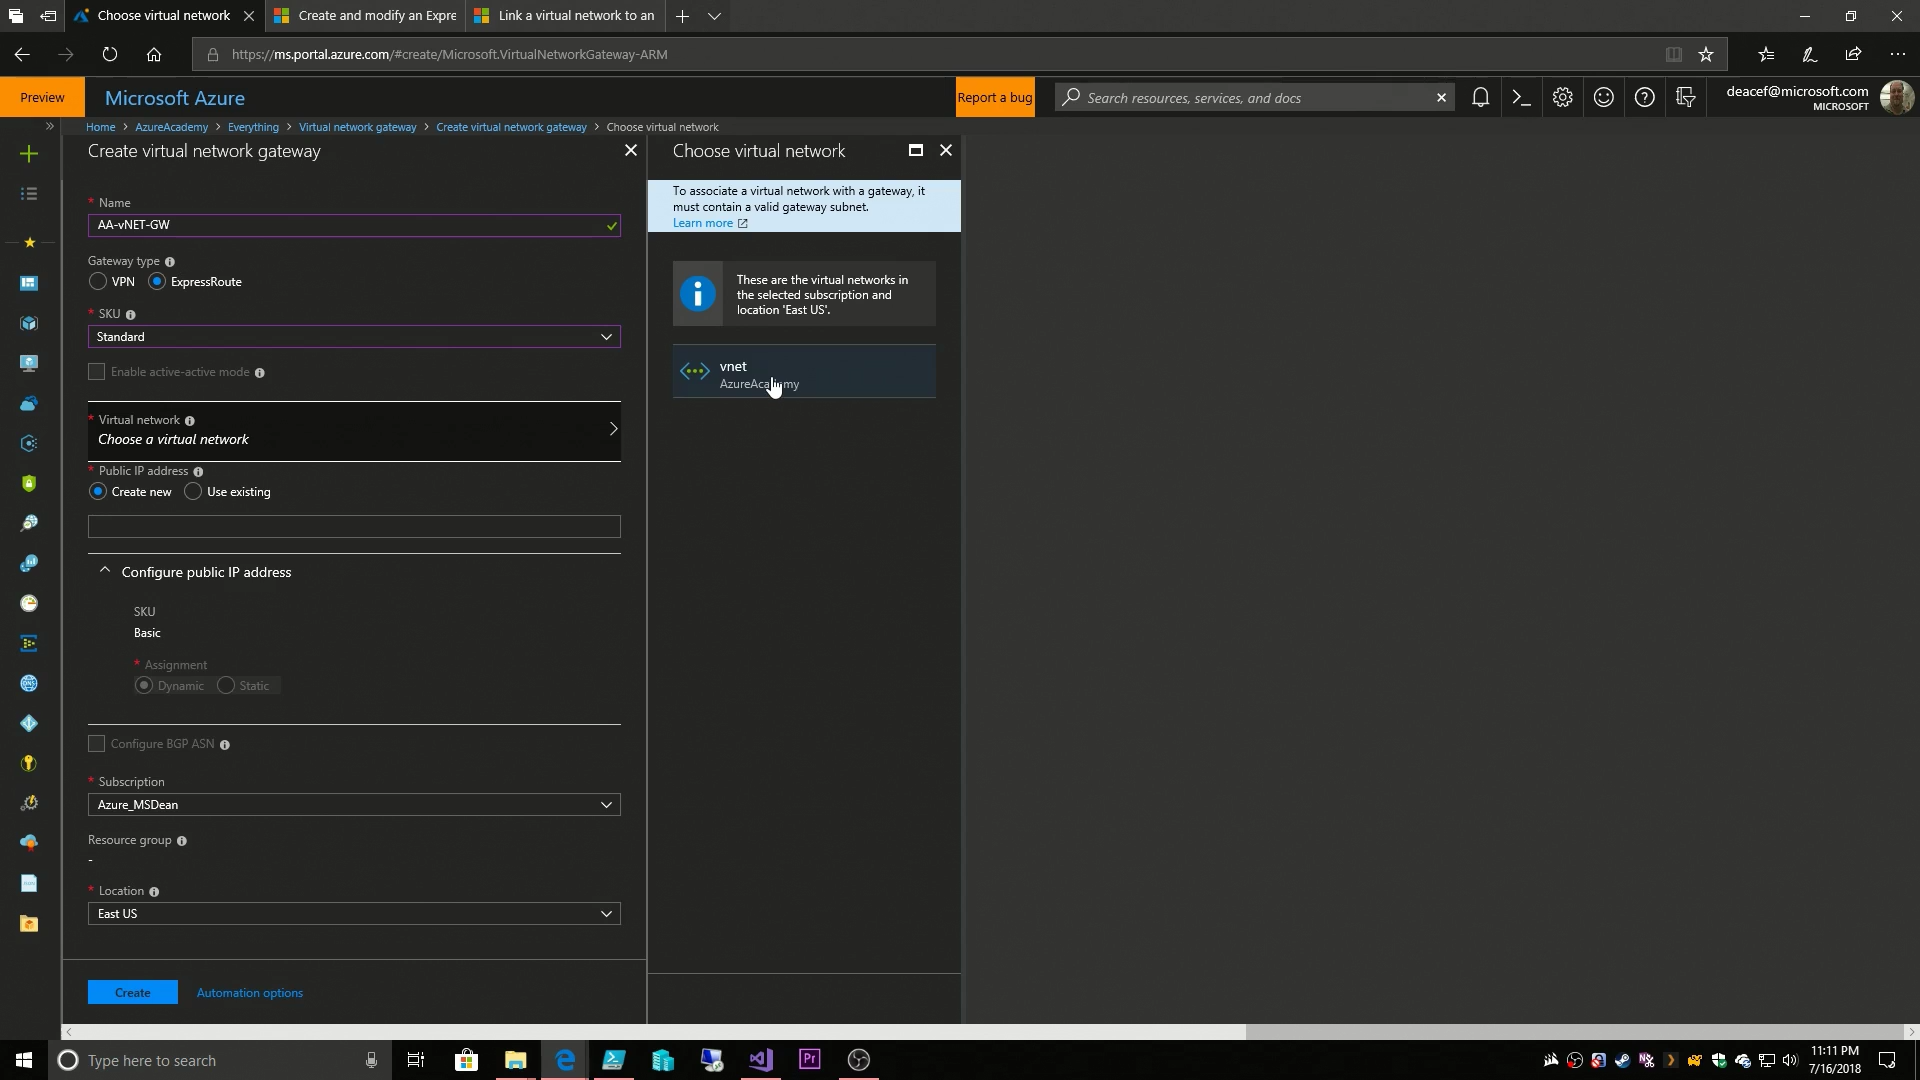 Choose virtual network
Create and modify an Expre
Link a virtual network to an
https://ms.portal.azure.com/#create/Microsoft.VirtualNetworkGateway-ARM
Preview
Microsoft Azure
Report a bug
Search resources, services, and docs
deacef@microsoft.com
MICROSOFT
Home > AzureAcademy > Everything > Virtual network gateway > Create virtual network gateway > Choose virtual network
Create virtual network gateway
* Name
AA-vNET-GW
Gateway type
VPN
ExpressRoute
* SKU
Standard
Enable active-active mode
* Virtual network
Choose a virtual network
* Public IP address
Create new
Use existing
Configure public IP address
SKU
Basic
* Assignment
Dynamic
Static
Configure BGP ASN
* Subscription
Azure_MSDean
Resource group
-
* Location
East US
Create
Automation options
Choose virtual network
To associate a virtual network with a gateway, it
must contain a valid gateway subnet.
Learn more
These are the virtual networks in
the selected subscription and
location 'East US'.
vnet
AzureAcademy
Type here to search
Pr
11:11 PM
7/16/2018